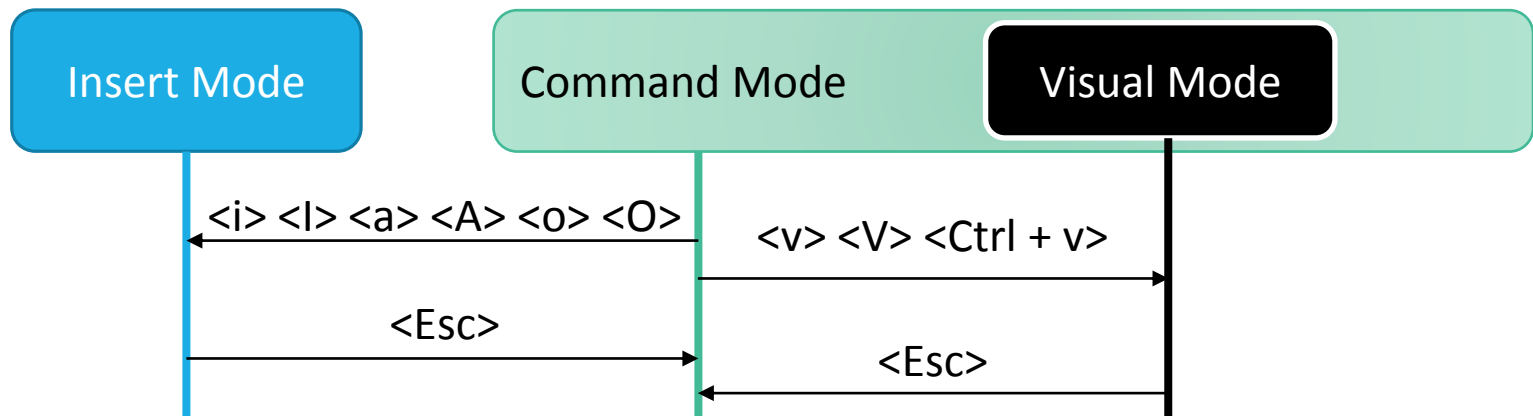 Insert Mode
Command Mode
Visual Mode
<i> <I> <a> <A> <o> <O>
<v> <V> <Ctrl + v>
<Esc>
<Esc>